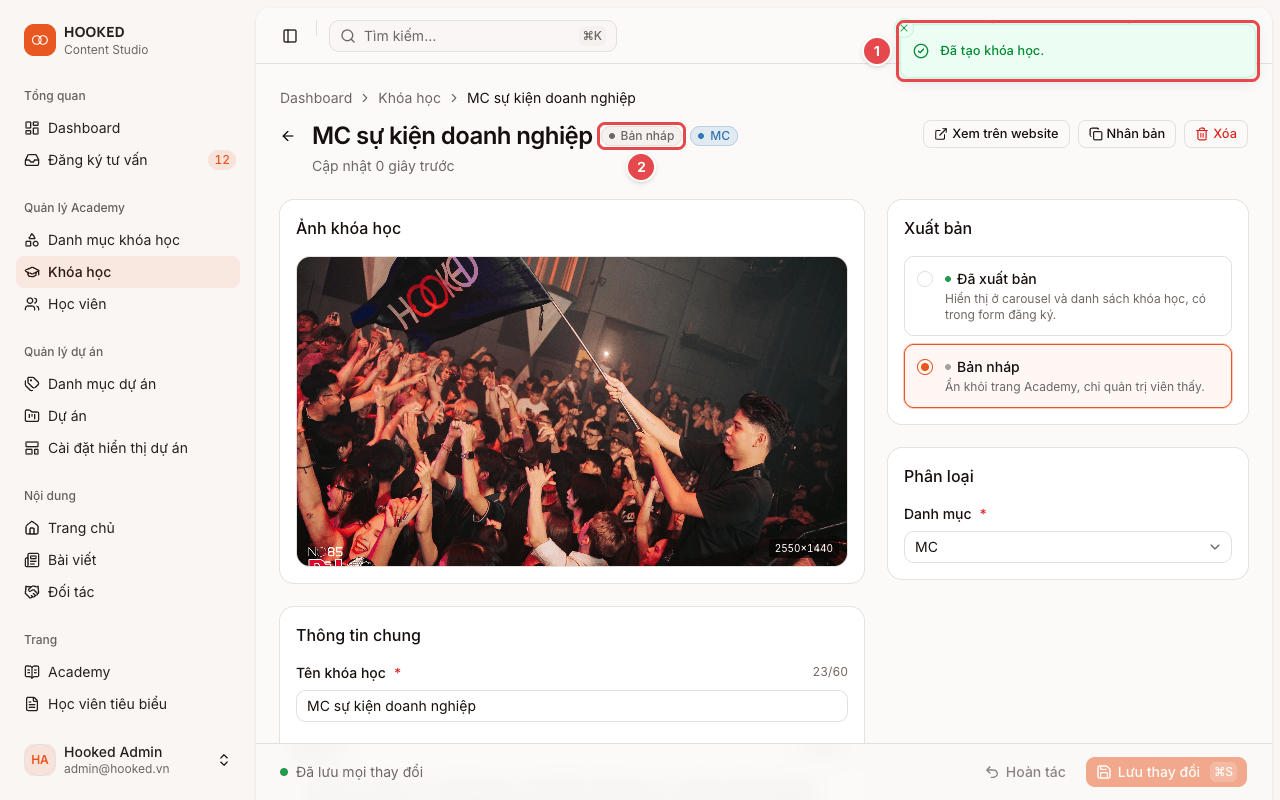 HOOKED
Content Studio
Tổng quan
Dashboard
Đăng ký tư vấn 12
Quản lý Academy
Danh mục khóa học
Khóa học
Học viên
Quản lý dự án
Danh mục dự án
Dự án
Cài đặt hiển thị dự án
Nội dung
Trang chủ
Bài viết
Đối tác
Trang
Academy
Học viên tiêu biểu
HA
Hooked Admin
admin@hooked.vn
Tìm kiếm... ⌘K
1
Đã tạo khóa học.
Dashboard > Khóa học > MC sự kiện doanh nghiệp
MC sự kiện doanh nghiệp Bản nháp MC
2
Cập nhật 0 giây trước
Xem trên website Nhân bản Xóa
Ảnh khóa học
HOOKED
2550×1440
Thông tin chung
Tên khóa học * 23/60
MC sự kiện doanh nghiệp
Xuất bản
Đã xuất bản
Hiển thị ở carousel và danh sách khóa học, có
trong form đăng ký.
Bản nháp
Ẩn khỏi trang Academy, chỉ quản trị viên thấy.
Phân loại
Danh mục *
MC
Đã lưu mọi thay đổi
Hoàn tác
Lưu thay đổi ⌘S